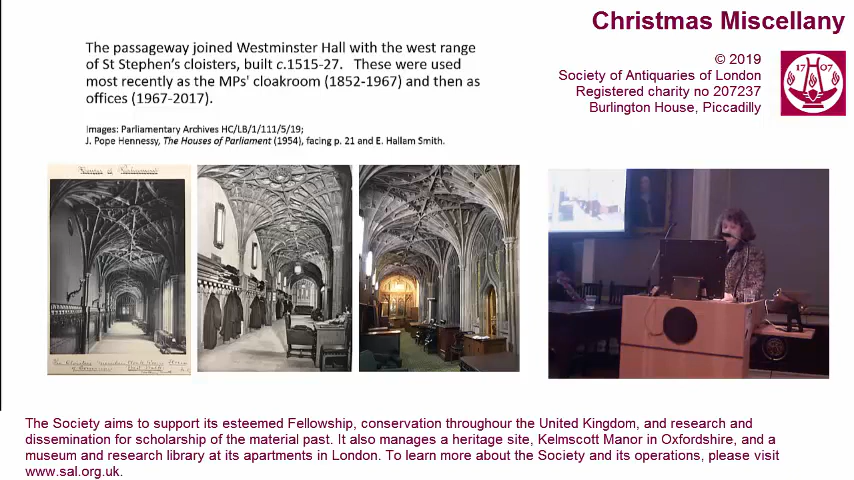 Christmas Miscellany
The passageway joined Westminster Hall with the west range
of St Stephen's cloisters, built c.1515-27.   These were used
most recently as the MPs' cloakroom (1852-1967) and then as
offices (1967-2017).
Images: Parliamentary Archives HC/LB/1/111/5/19;
J. Pope Hennessy, The Houses of Parliament (1954), facing p. 21 and E. Hallam Smith.
© 2019
Society of Antiquaries of London
Registered charity no 207237
Burlington House, Piccadilly
1707
The Society aims to support its esteemed Fellowship, conservation throughour the United Kingdom, and research and
dissemination for scholarship of the material past. It also manages a heritage site, Kelmscott Manor in Oxfordshire, and a
museum and research library at its apartments in London. To learn more about the Society and its operations, please visit
www.sal.org.uk.